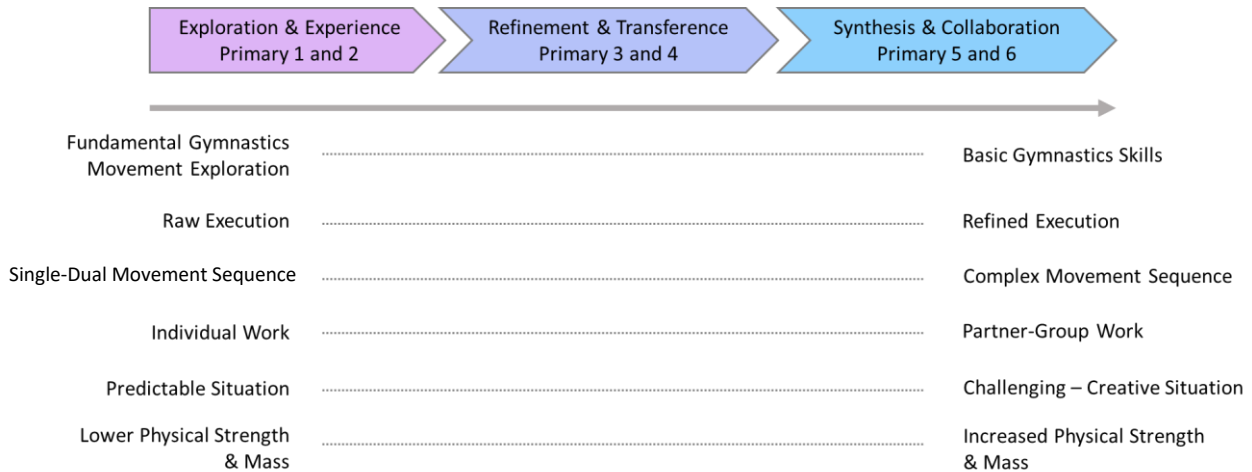 Exploration & Experience
Primary 1 and 2
Refinement & Transference
Primary 3 and 4
Synthesis & Collaboration
Primary 5 and 6
Fundamental Gymnastics
Movement Exploration
Basic Gymnastics Skills
Raw Execution
Refined Execution
Single-Dual Movement Sequence
Complex Movement Sequence
Individual Work
Partner-Group Work
Predictable Situation
Challenging – Creative Situation
Lower Physical Strength
& Mass
Increased Physical Strength
& Mass